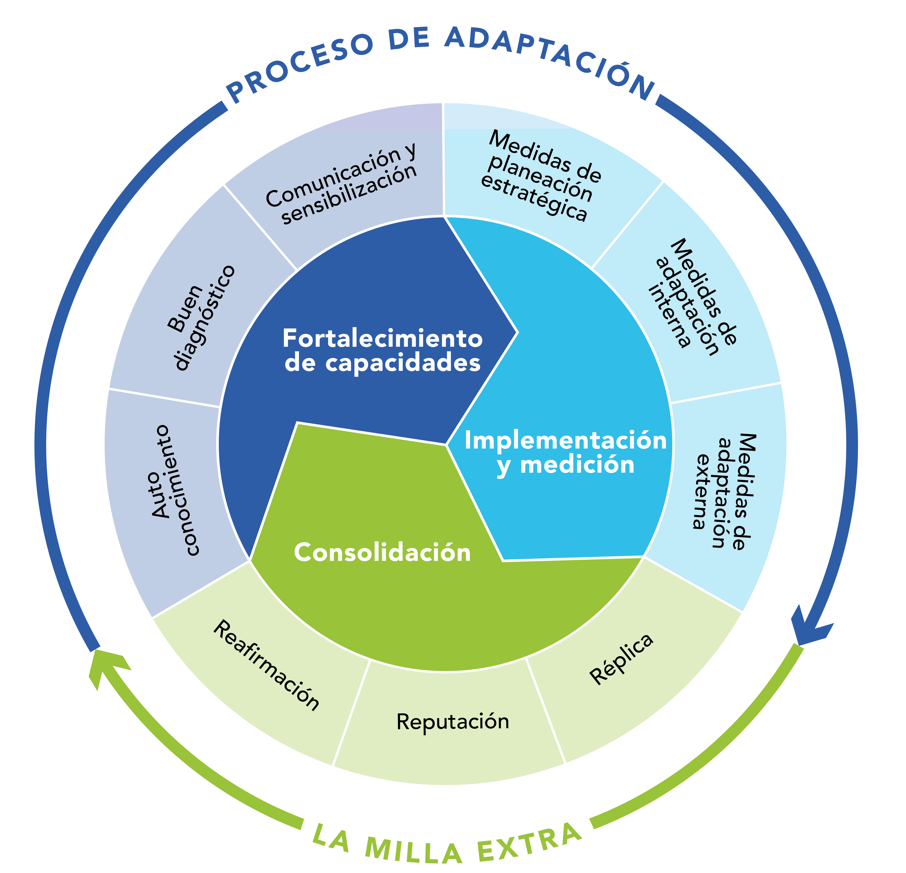 PROCESO DE ADAPTACIÓN
Comunicación y
sensibilización
Medidas de
planeación
estratégica
Buen
diagnóstico
Medidas de
adaptación
interna
Fortalecimiento
de capacidades
Auto
conocimiento
Implementación
y medición
Medidas de
adaptación
externa
Consolidación
Reafirmación
Reputación
Réplica
LA MILLA EXTRA